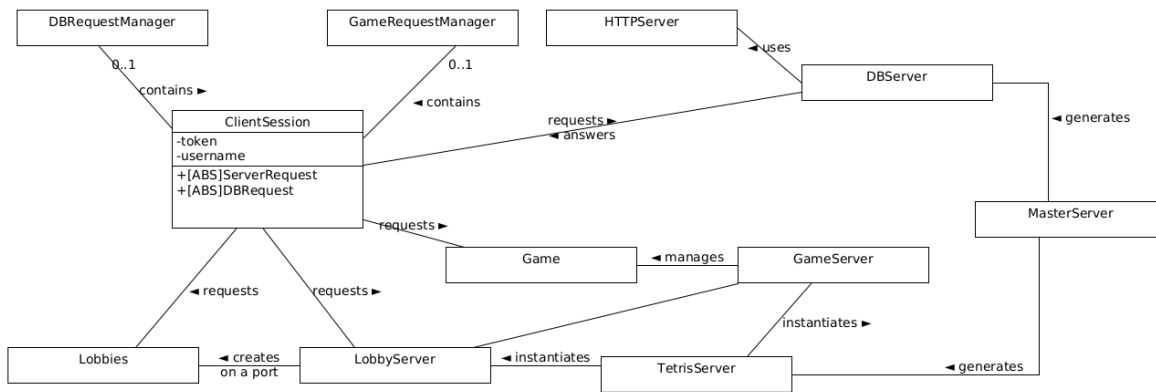 DBRequestManager
GameRequestManager
HTTPServer
0..1
0..1
◄ uses
DBServer
contains ►
◄ contains
ClientSession
-token
-username
+[ABS]ServerRequest
+[ABS]DBRequest
requests ►
◄ answers
◄ generates
MasterServer
requests ►
Game
◄ manages
GameServer
◄ requests
requests ►
instantiates ►
Lobbies
◄ creates
on a port
LobbyServer
◄ instantiates
TetrisServer
◄ generates